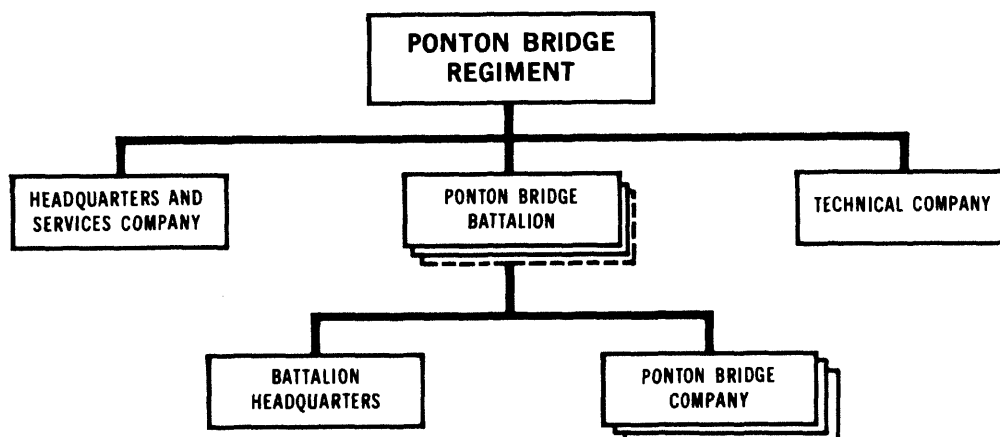 PONTON BRIDGE
REGIMENT
HEADQUARTERS AND
SERVICES COMPANY
PONTON BRIDGE
BATTALION
TECHNICAL COMPANY
BATTALION
HEADQUARTERS
PONTON BRIDGE
COMPANY